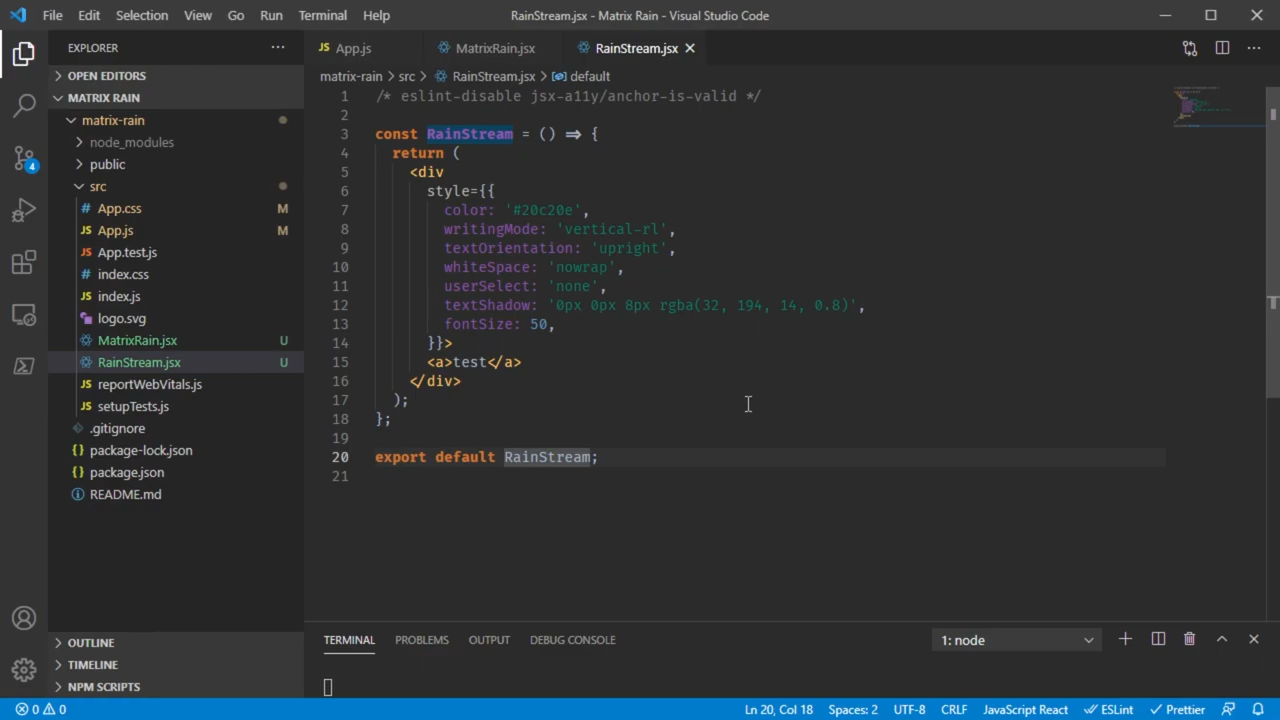 File Edit Selection View Go Run Terminal Help RainStream.jsx - Matrix Rain - Visual Studio Code
EXPLORER
OPEN EDITORS
MATRIX RAIN
matrix-rain
node_modules
public
src
App.css M
App.js M
App.test.js
index.css
index.js
logo.svg
MatrixRain.jsx U
RainStream.jsx U
reportWebVitals.js
setupTests.js
.gitignore
package-lock.json
package.json
README.md
OUTLINE
TIMELINE
NPM SCRIPTS
4
JS App.js MatrixRain.jsx RainStream.jsx
matrix-rain > src > RainStream.jsx > default
1 /* eslint-disable jsx-a11y/anchor-is-valid */
2
3 const RainStream = () => {
4 return (
5 <div
6 style={{
7 color: '#20c20e',
8 writingMode: 'vertical-rl',
9 textOrientation: 'upright',
10 whiteSpace: 'nowrap',
11 userSelect: 'none',
12 textShadow: '0px 0px 8px rgba(32, 194, 14, 0.8)',
13 fontSize: 50,
14 }}>
15 <a>test</a>
16 </div>
17 );
18 };
19
20 export default RainStream;
21
TERMINAL PROBLEMS OUTPUT DEBUG CONSOLE 1: node
0 0 Ln 20, Col 18 Spaces: 2 UTF-8 CRLF JavaScript React ESLint Prettier